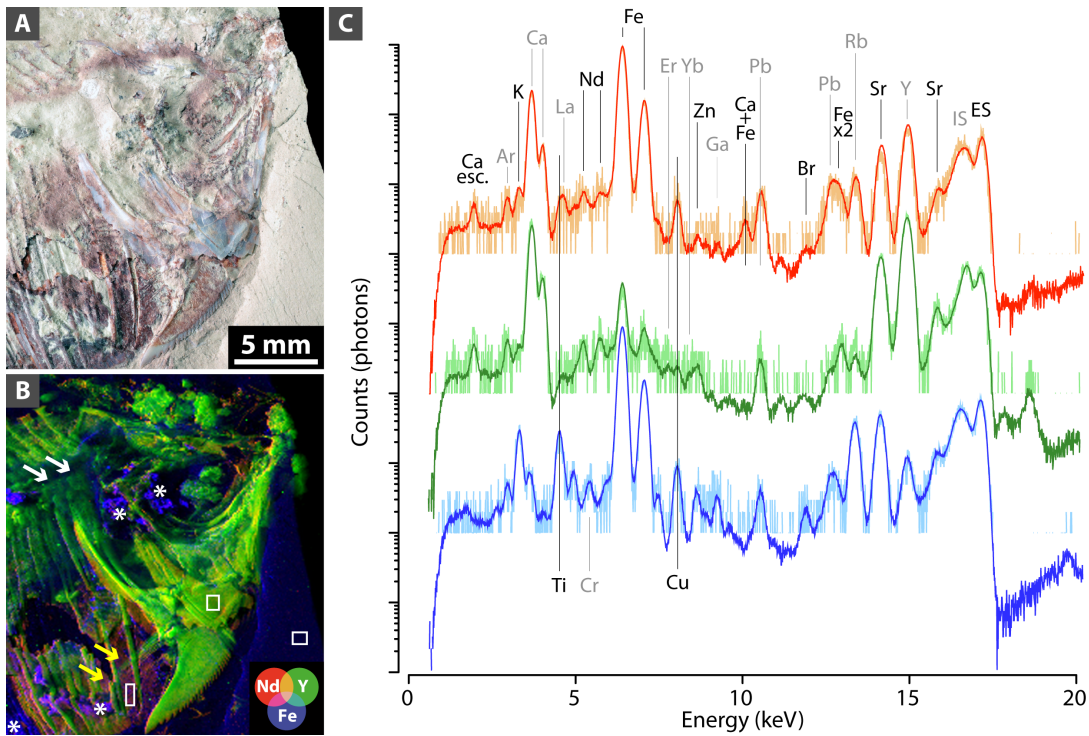 A
5 mm
B
*
*
*
*
Nd
Y
Fe
C
Counts (photons)
Ca esc.
Ar
K
Ca
La
Nd
Fe
Er
Yb
Zn
Ga
Ca
+
Fe
Pb
Br
Pb
Fe
x2
Rb
Sr
Y
Sr
IS
ES
Ti
Cr
Cu
0
5
10
15
20
Energy (keV)